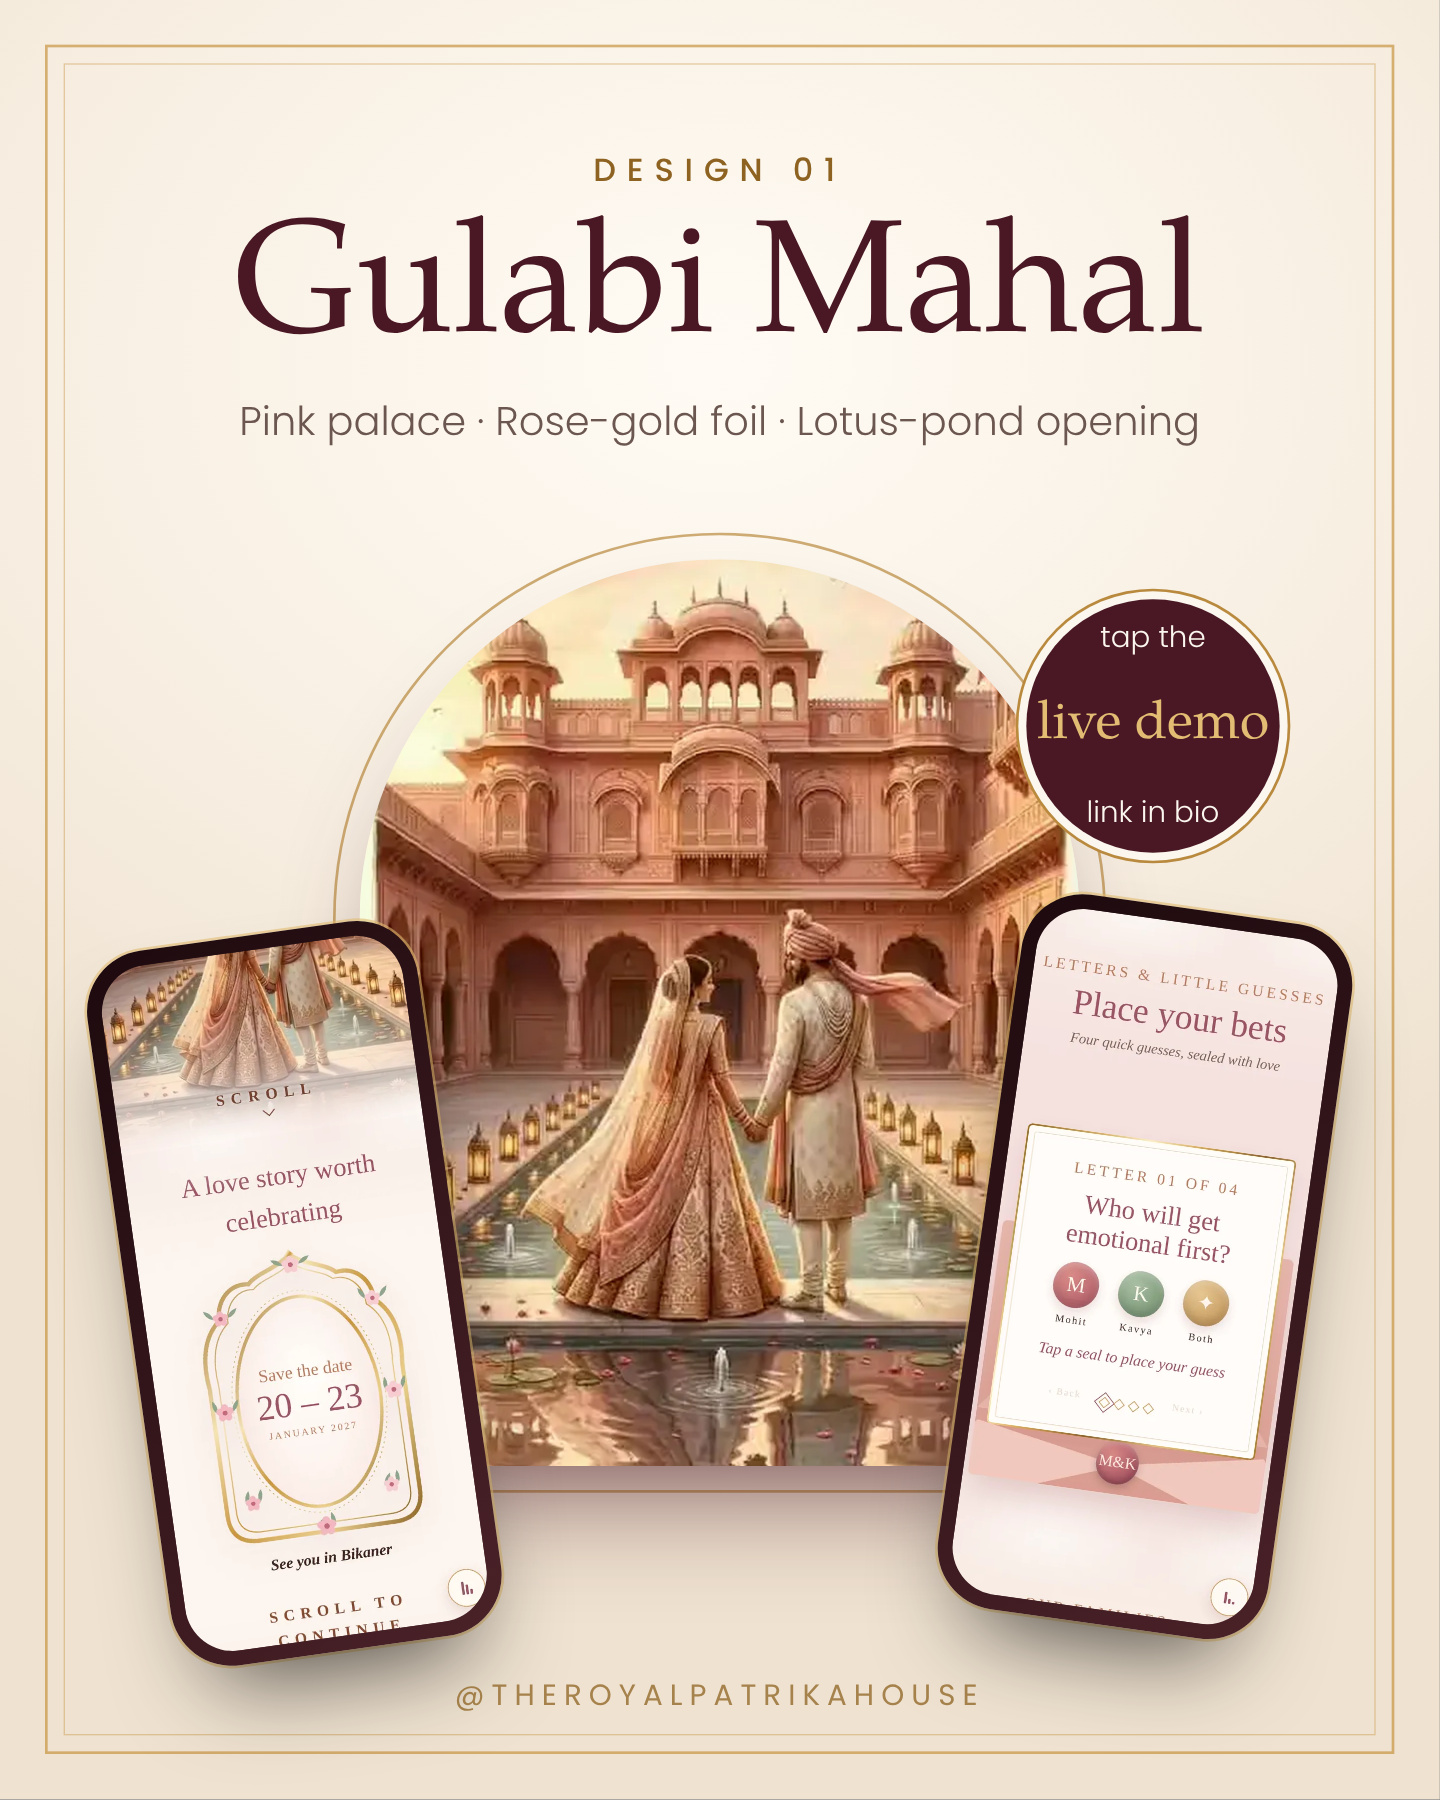 DESIGN 01
Gulabi Mahal
Pink palace · Rose-gold foil · Lotus-pond opening
tap the
live demo
link in bio
SCROLL
A love story worth
celebrating
Save the date
20 – 23
JANUARY 2027
See you in Bikaner
SCROLL TO
CONTINUE
LETTERS & LITTLE GUESSES
Place your bets
Four quick guesses, sealed with love
LETTER 01 OF 04
Who will get
emotional first?
M
K
Mohit
Kavya
Both
Tap a seal to place your guess
‹ Back
Next ›
M&K
@THEROYALPATRIKAHOUSE